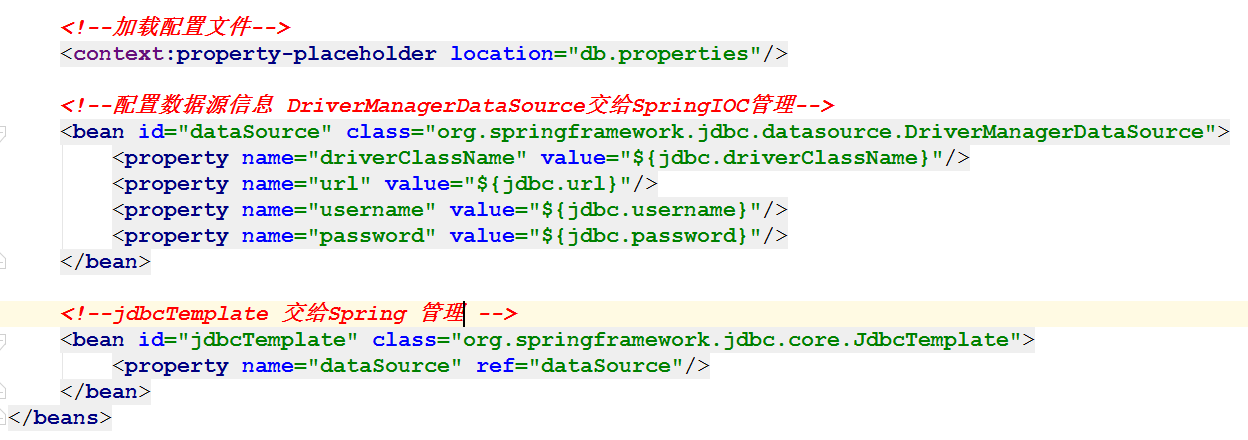 <!--加载配置文件-->
<context:property-placeholder location="db.properties"/>
<!--配置数据源信息 DriverManagerDataSource交给SpringIOC管理-->
<bean id="dataSource" class="org.springframework.jdbc.datasource.DriverManagerDataSource">
<property name="driverClassName" value="${jdbc.driverClassName}"/>
<property name="url" value="${jdbc.url}"/>
<property name="username" value="${jdbc.username}"/>
<property name="password" value="${jdbc.password}"/>
</bean>
<!--jdbcTemplate 交给Spring 管理 -->
<bean id="jdbcTemplate" class="org.springframework.jdbc.core.JdbcTemplate">
<property name="dataSource" ref="dataSource"/>
</bean>
</beans>